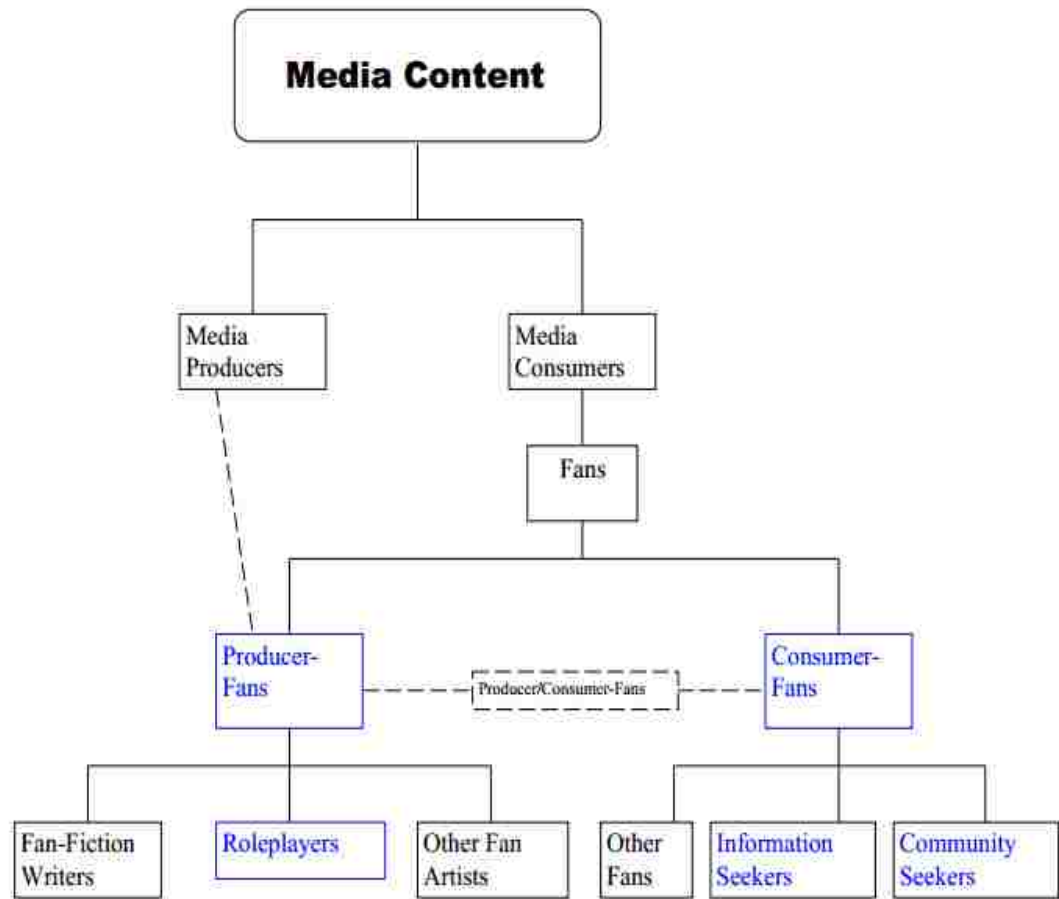 Media Content
Media
Producers
Media
Consumers
Fans
Producer-
Fans
Producer/Consumer-Fans
Consumer-
Fans
Fan-Fiction
Writers
Roleplayers
Other Fan
Artists
Other
Fans
Information
Seekers
Community
Seekers